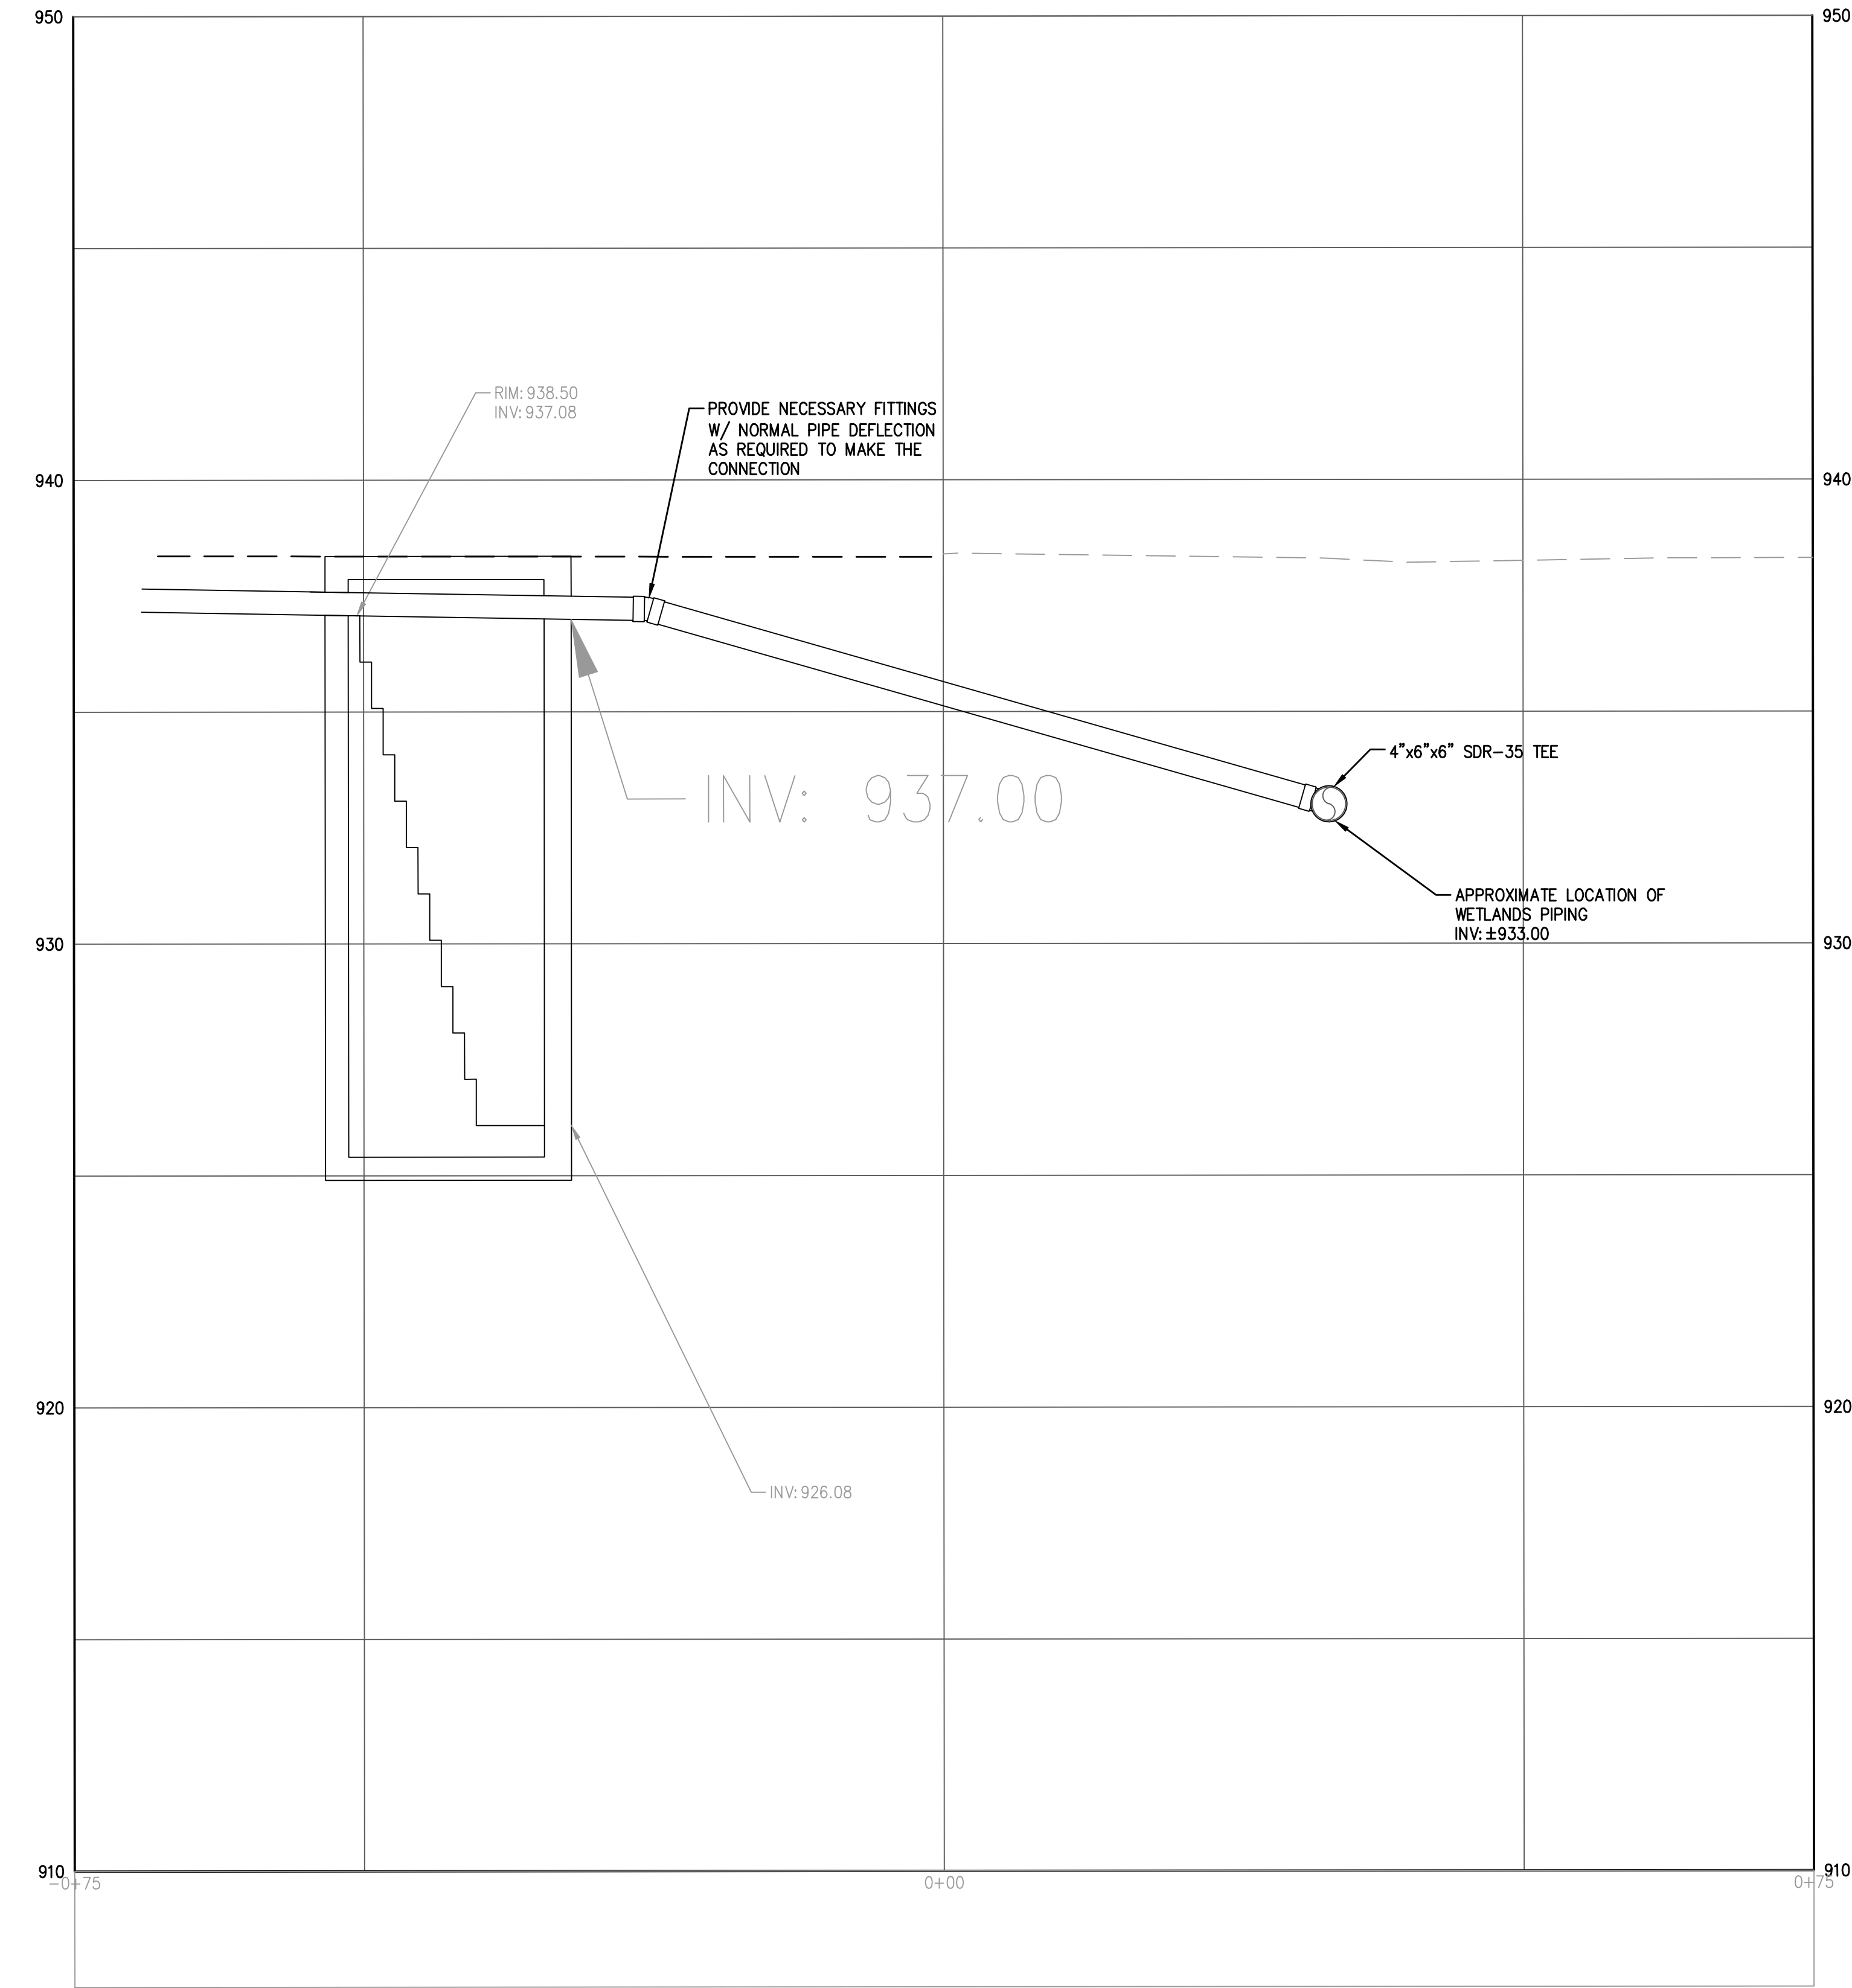 950
950
RIM: 938.50
INV: 937.08
PROVIDE NECESSARY FITTINGS
W/ NORMAL PIPE DEFLECTION
AS REQUIRED TO MAKE THE
CONNECTION
940
940
4"x6"x6" SDR-35 TEE
INV: 937.00
APPROXIMATE LOCATION OF
WETLANDS PIPING
INV: ±933.00
930
930
920
920
INV: 926.08
910
910
-0+75
0+00
0+75